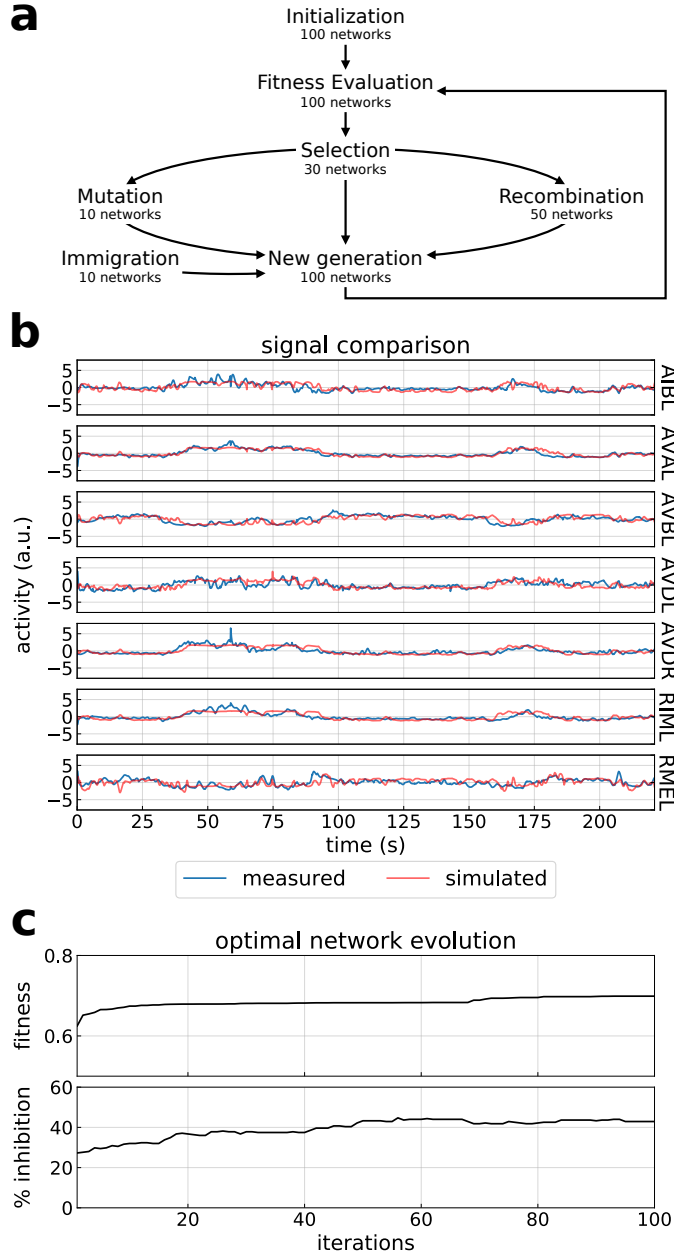 a
Initialization
100 networks
Fitness Evaluation
100 networks
Selection
30 networks
Mutation
10 networks
Recombination
50 networks
Immigration
10 networks
New generation
100 networks
b
signal comparison
activity (a.u.)
5
0
−5
AIBL
5
0
−5
AVAL
5
0
−5
AVBL
5
0
−5
AVDL
5
0
−5
AVDR
5
0
−5
RIML
5
0
−5
RMEL
0 25 50 75 100 125 150 175 200
time (s)
measured simulated
c
optimal network evolution
fitness
0.8
0.6
% inhibition
60
40
20
0
20 40 60 80 100
iterations